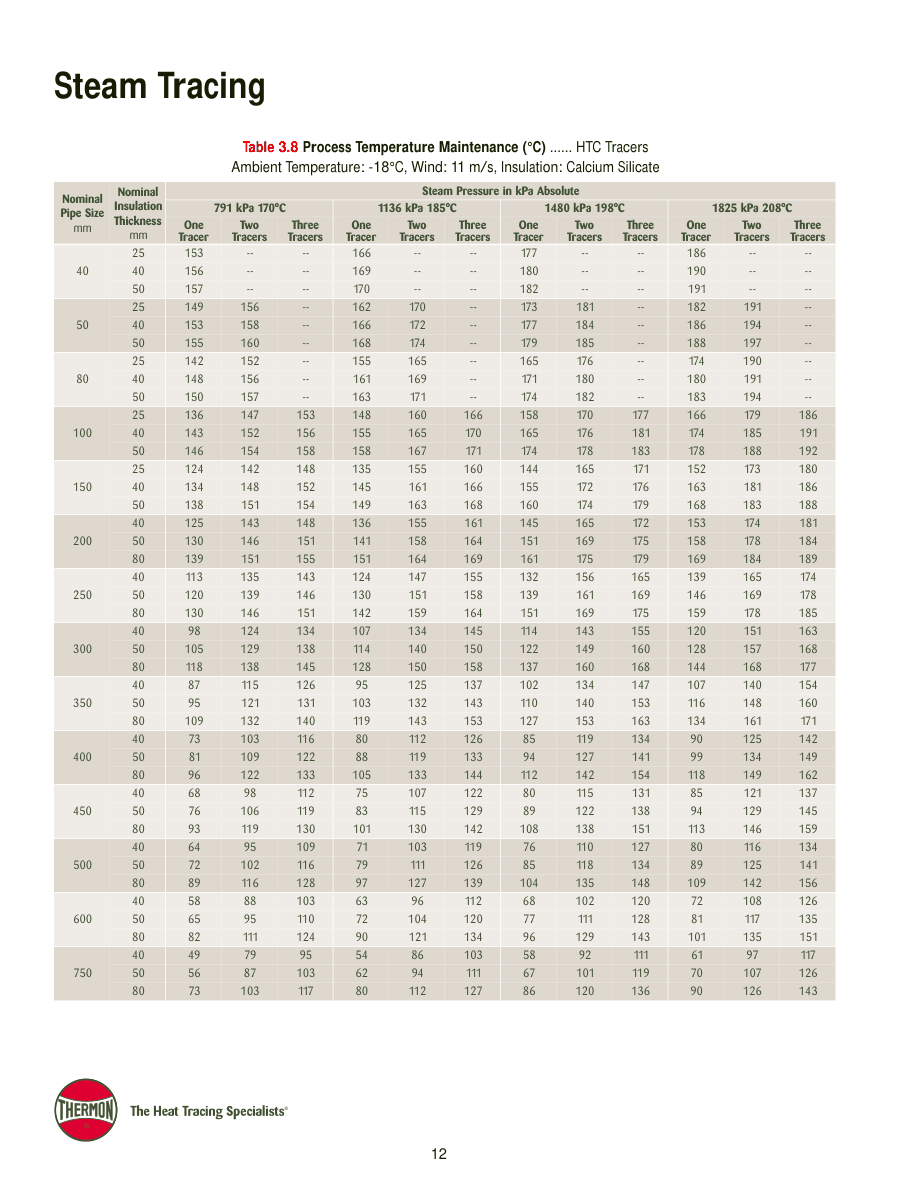 Steam Tracing
Table 3.8 Process Temperature Maintenance (°C) ...... HTC Tracers
Ambient Temperature: -18°C, Wind: 11 m/s, Insulation: Calcium Silicate
Nominal Pipe Size mm Nominal Insulation Thickness mm Steam Pressure in kPa Absolute
791 kPa 170°C 1136 kPa 185°C 1480 kPa 198°C 1825 kPa 208°C
One Tracer Two Tracers Three Tracers One Tracer Two Tracers Three Tracers One Tracer Two Tracers Three Tracers One Tracer Two Tracers Three Tracers
25 153 -- -- 166 -- -- 177 -- -- 186 -- --
40 40 156 -- -- 169 -- -- 180 -- -- 190 -- --
50 157 -- -- 170 -- -- 182 -- -- 191 -- --
25 149 156 -- 162 170 -- 173 181 -- 182 191 --
50 40 153 158 -- 166 172 -- 177 184 -- 186 194 --
50 155 160 -- 168 174 -- 179 185 -- 188 197 --
25 142 152 -- 155 165 -- 165 176 -- 174 190 --
80 40 148 156 -- 161 169 -- 171 180 -- 180 191 --
50 150 157 -- 163 171 -- 174 182 -- 183 194 --
25 136 147 153 148 160 166 158 170 177 166 179 186
100 40 143 152 156 155 165 170 165 176 181 174 185 191
50 146 154 158 158 167 171 174 178 183 178 188 192
25 124 142 148 135 155 160 144 165 171 152 173 180
150 40 134 148 152 145 161 166 155 172 176 163 181 186
50 138 151 154 149 163 168 160 174 179 168 183 188
40 125 143 148 136 155 161 145 165 172 153 174 181
200 50 130 146 151 141 158 164 151 169 175 158 178 184
80 139 151 155 151 164 169 161 175 179 169 184 189
40 113 135 143 124 147 155 132 156 165 139 165 174
250 50 120 139 146 130 151 158 139 161 169 146 169 178
80 130 146 151 142 159 164 151 169 175 159 178 185
40 98 124 134 107 134 145 114 143 155 120 151 163
300 50 105 129 138 114 140 150 122 149 160 128 157 168
80 118 138 145 128 150 158 137 160 168 144 168 177
40 87 115 126 95 125 137 102 134 147 107 140 154
350 50 95 121 131 103 132 143 110 140 153 116 148 160
80 109 132 140 119 143 153 127 153 163 134 161 171
40 73 103 116 80 112 126 85 119 134 90 125 142
400 50 81 109 122 88 119 133 94 127 141 99 134 149
80 96 122 133 105 133 144 112 142 154 118 149 162
40 68 98 112 75 107 122 80 115 131 85 121 137
450 50 76 106 119 83 115 129 89 122 138 94 129 145
80 93 119 130 101 130 142 108 138 151 113 146 159
40 64 95 109 71 103 119 76 110 127 80 116 134
500 50 72 102 116 79 111 126 85 118 134 89 125 141
80 89 116 128 97 127 139 104 135 148 109 142 156
40 58 88 103 63 96 112 68 102 120 72 108 126
600 50 65 95 110 72 104 120 77 111 128 81 117 135
80 82 111 124 90 121 134 96 129 143 101 135 151
40 49 79 95 54 86 103 58 92 111 61 97 117
750 50 56 87 103 62 94 111 67 101 119 70 107 126
80 73 103 117 80 112 127 86 120 136 90 126 143
THERMON ®
The Heat Tracing Specialists®
12